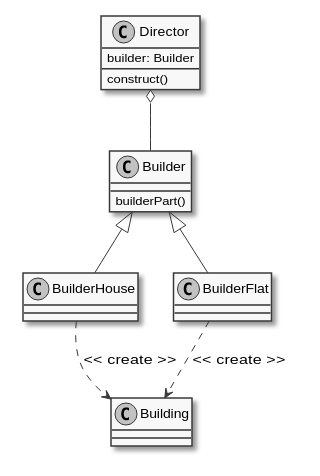 C Director
builder: Builder
construct()
C Builder
builderPart()
C BuilderHouse
C BuilderFlat
<< create >>
<< create >>
C Building